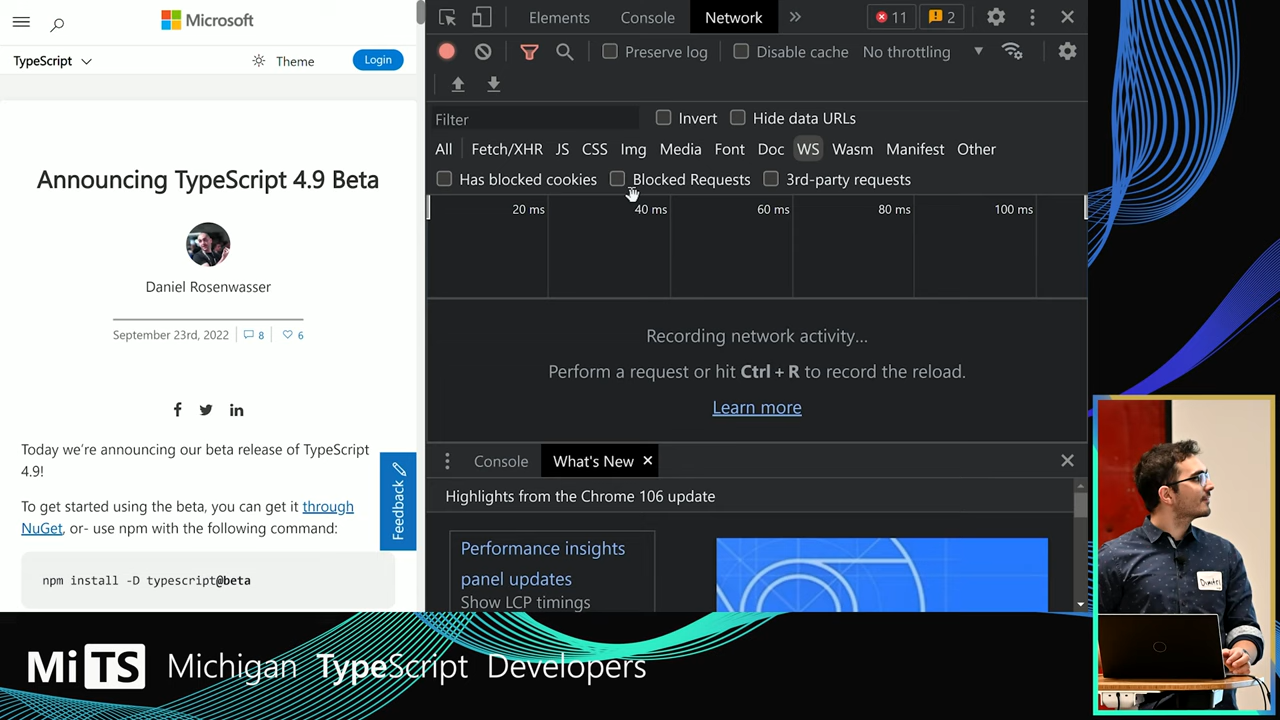 Microsoft
TypeScript
Theme
Login
Announcing TypeScript 4.9 Beta
Daniel Rosenwasser
September 23rd, 2022
8
6
Today we’re announcing our beta release of TypeScript
4.9!
To get started using the beta, you can get it through
NuGet, or- use npm with the following command:
npm install -D typescript@beta
Feedback
Elements
Console
Network
11
2
Preserve log
Disable cache
No throttling
Filter
Invert
Hide data URLs
All
Fetch/XHR
JS
CSS
Img
Media
Font
Doc
WS
Wasm
Manifest
Other
Has blocked cookies
Blocked Requests
3rd-party requests
20 ms
40 ms
60 ms
80 ms
100 ms
Recording network activity...
Perform a request or hit Ctrl + R to record the reload.
Learn more
Console
What's New
Highlights from the Chrome 106 update
Performance insights
panel updates
Show LCP timings
Dimitri
MiTS Michigan TypeScript Developers